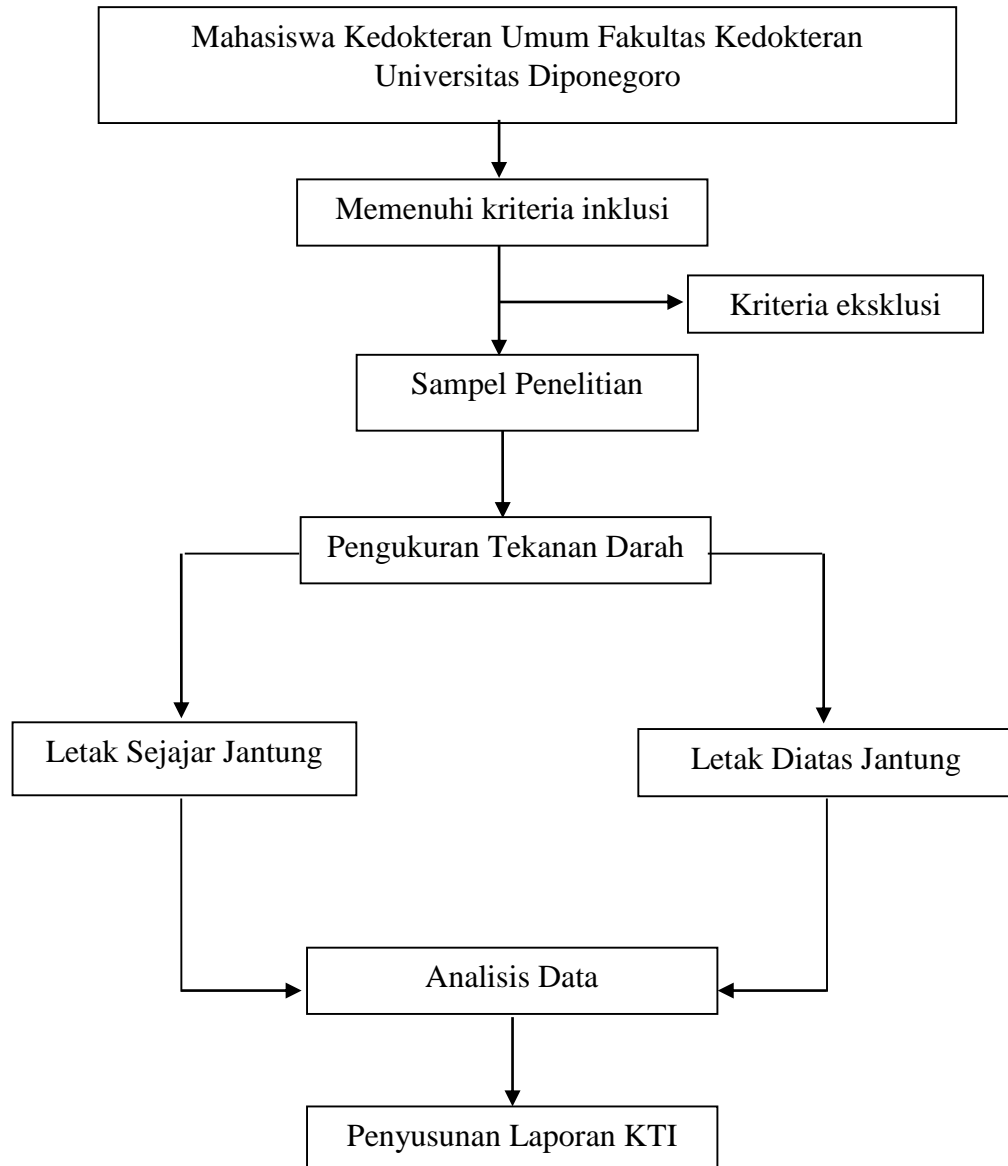 Mahasiswa Kedokteran Umum Fakultas Kedokteran
Universitas Diponegoro
Memenuhi kriteria inklusi
Kriteria eksklusi
Sampel Penelitian
Pengukuran Tekanan Darah
Letak Sejajar Jantung
Letak Diatas Jantung
Analisis Data
Penyusunan Laporan KTI